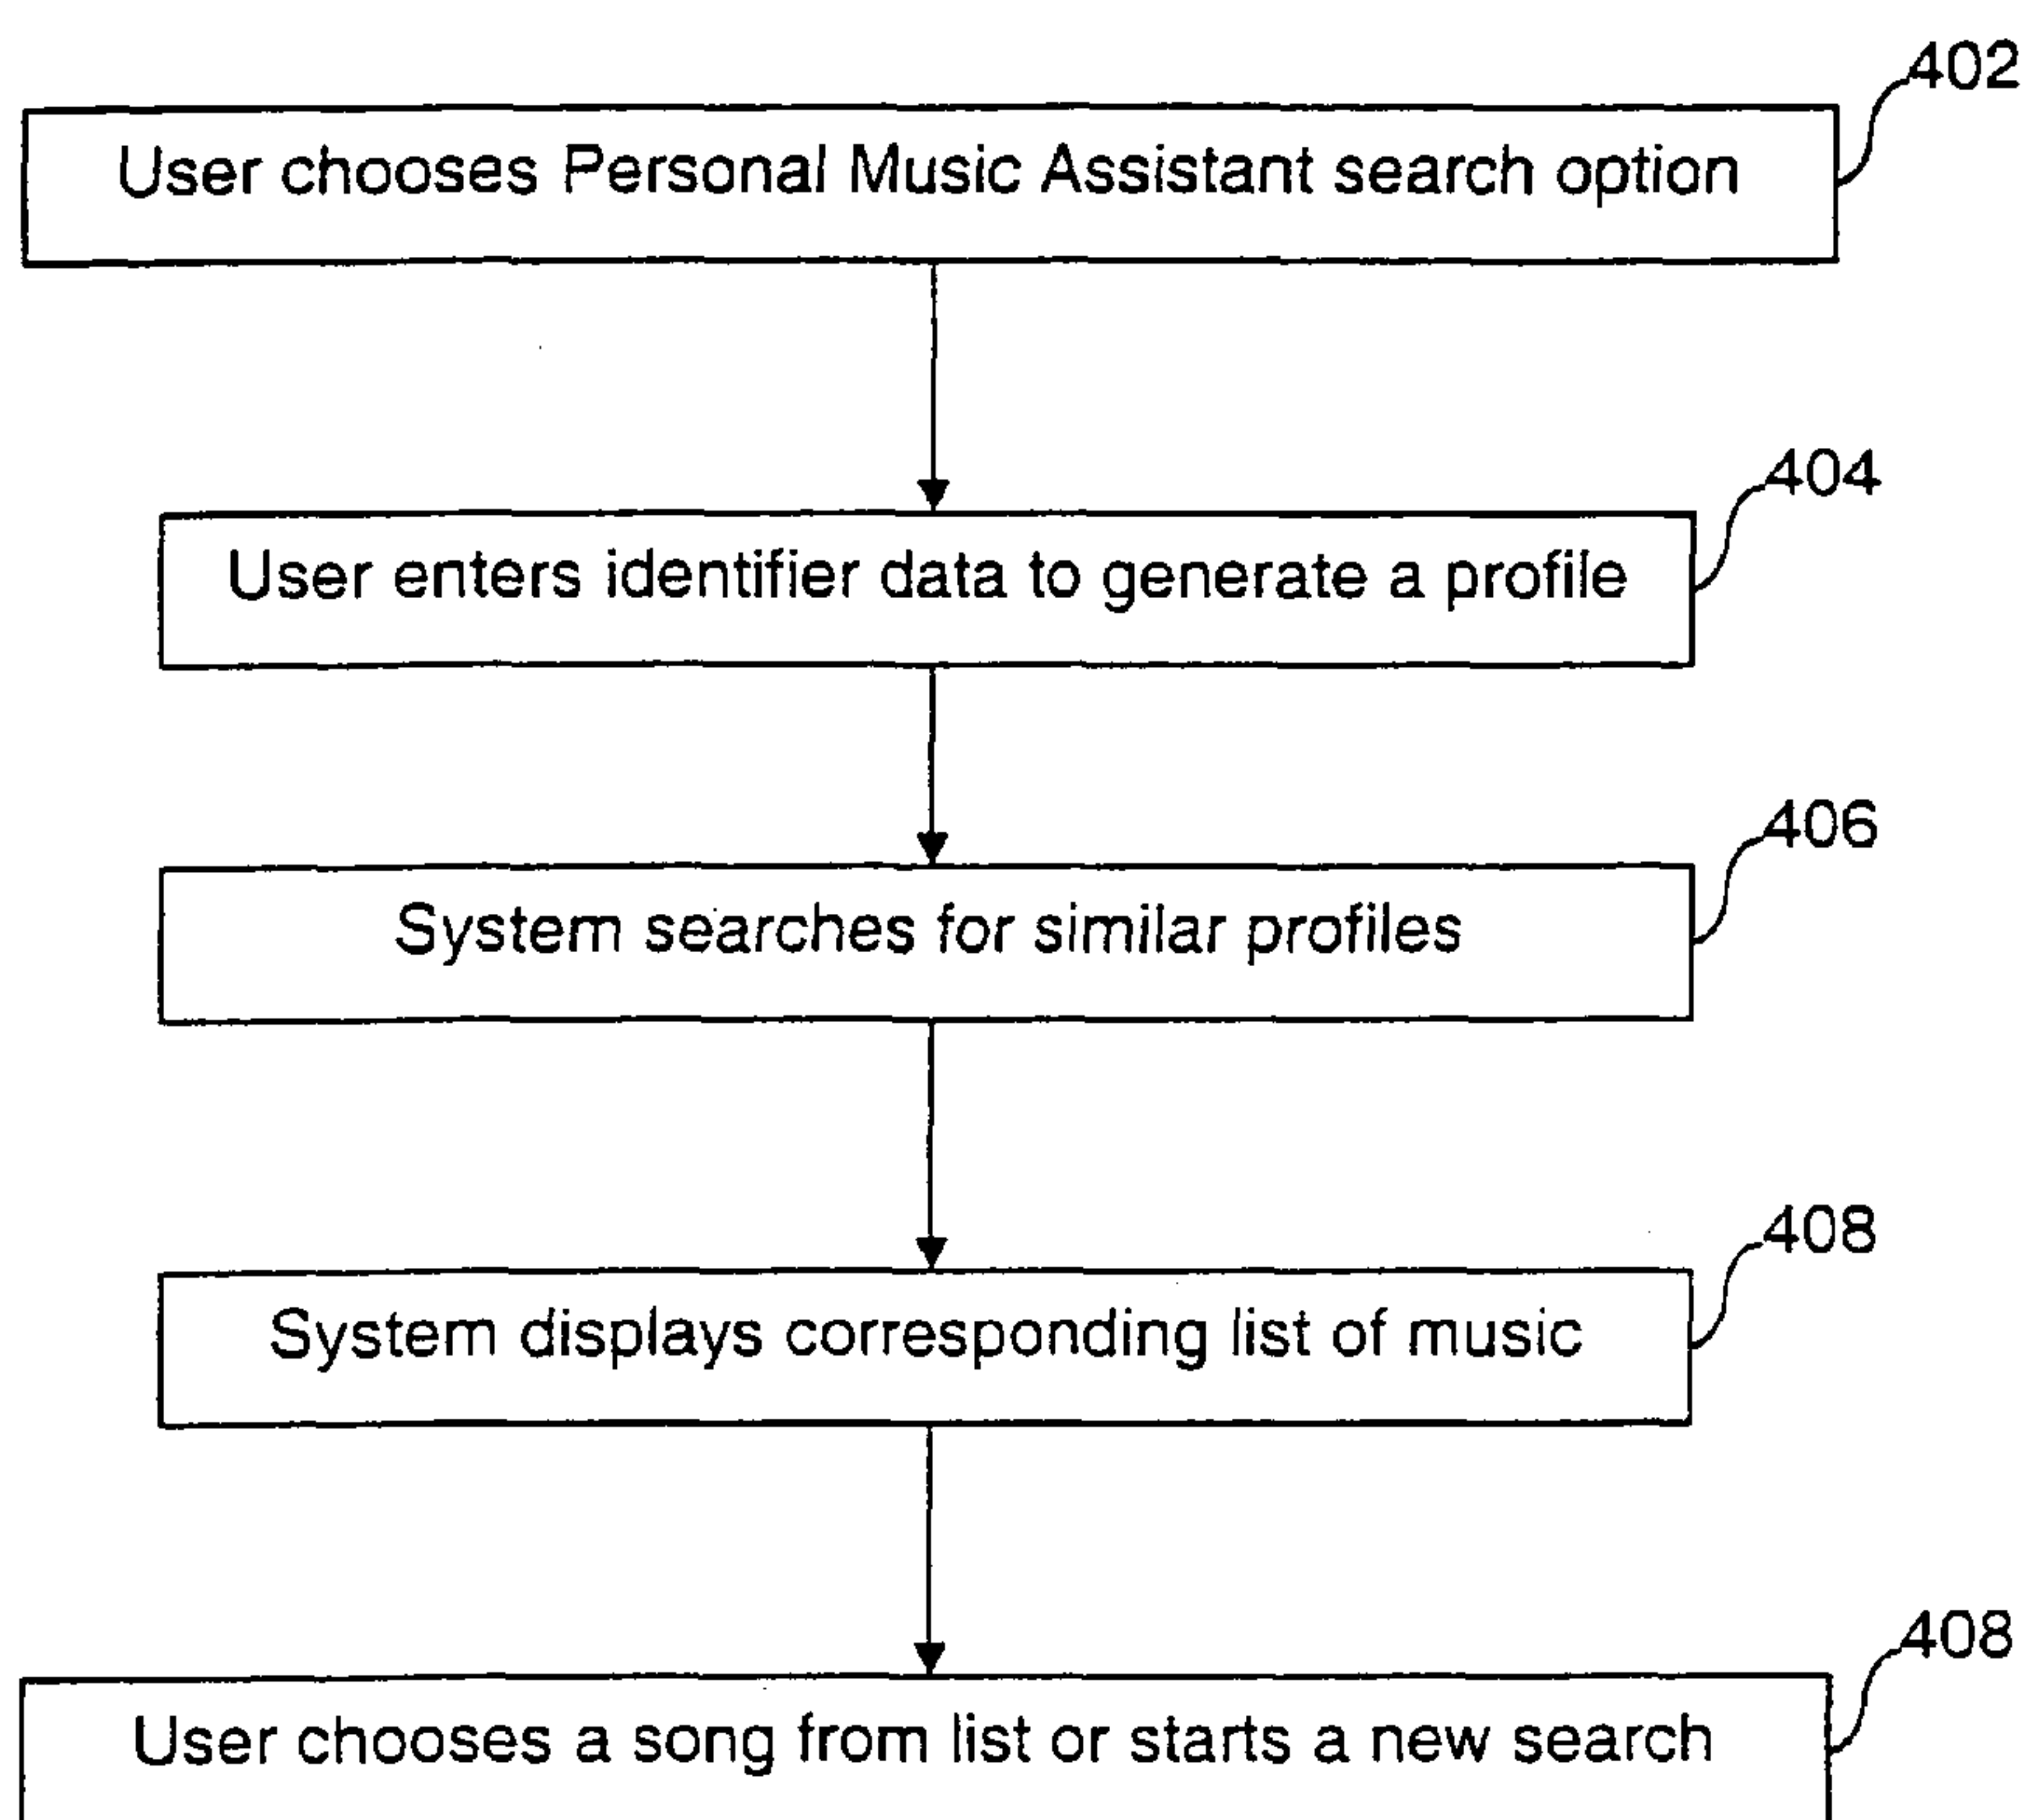 402
User chooses Personal Music Assistant search option
404
User enters identifier data to generate a profile
406
System searches for similar profiles
408
System displays corresponding list of music
408
User chooses a song from list or starts a new search